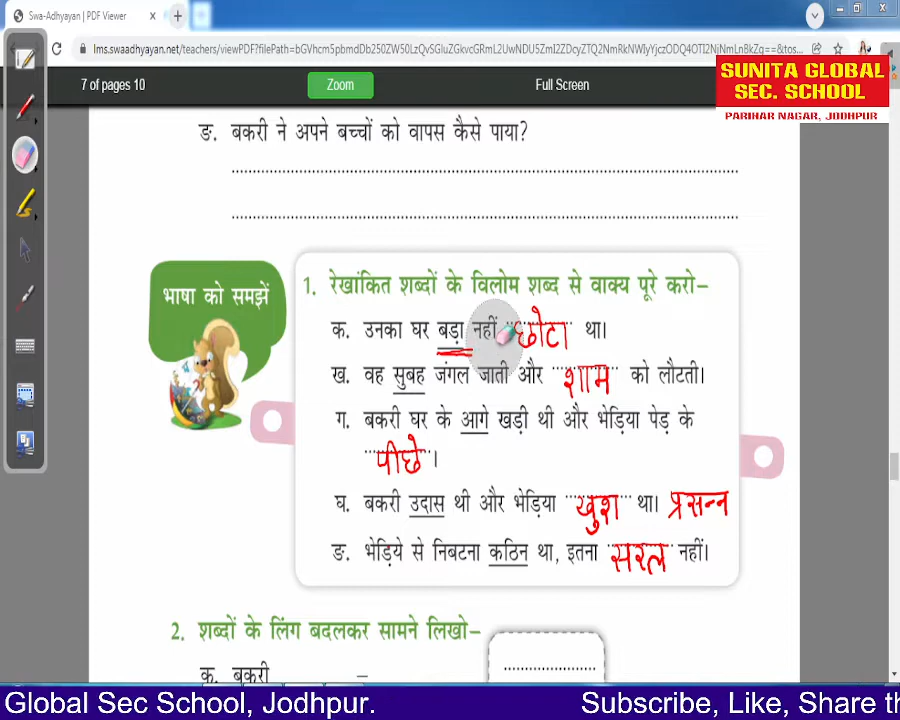 Swa-Adhyayan | PDF Viewer
lms.swaadhyayan.net/teachers/viewPDF?filePath=
7 of pages 10
Zoom
Full Screen
SUNITA GLOBAL
SEC. SCHOOL
PARIHAR NAGAR, JODHPUR
ङ. बकरी ने अपने बच्चों को वापस कैसे पाया?
भाषा को समझें
1. रेखांकित शब्दों के विलोम शब्द से वाक्य पूरे करो–
क. उनका घर बड़ा नहीं छोटा था।
ख. वह सुबह जंगल जाती और शाम को लौटती।
ग. बकरी घर के आगे खड़ी थी और भेड़िया पेड़ के
पीछे ।
घ. बकरी उदास थी और भेड़िया खुश था। प्रसन्न
ङ. भेड़िये से निबटना कठिन था, इतना सरल नहीं।
2. शब्दों के लिंग बदलकर सामने लिखो–
क. बकरी –
Global Sec School, Jodhpur. Subscribe, Like, Share